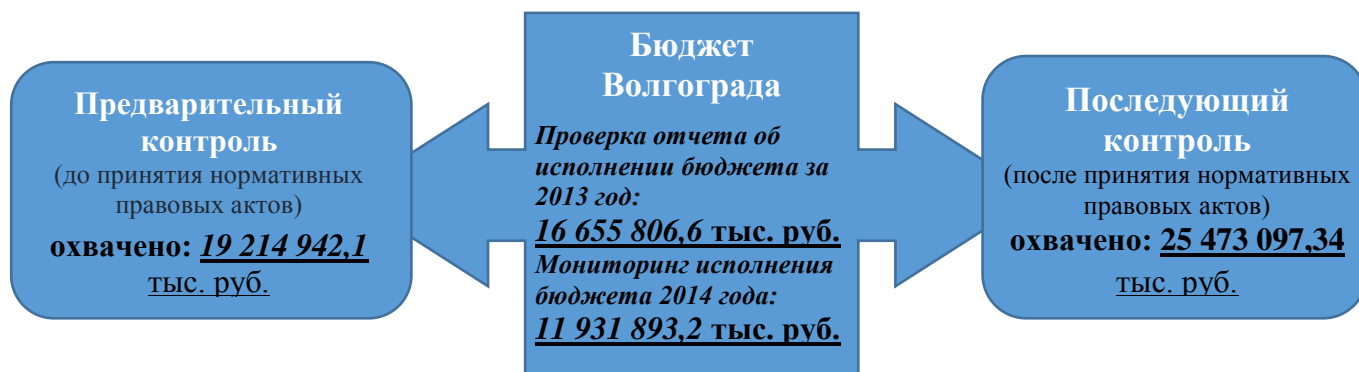 Предварительный
контроль
(до принятия нормативных
правовых актов)
охвачено: 19 214 942,1
тыс. руб.
Бюджет
Волгограда
Проверка отчета об
исполнении бюджета за
2013 год:
16 655 806,6 тыс. руб.
Мониторинг исполнения
бюджета 2014 года:
11 931 893,2 тыс. руб.
Последующий
контроль
(после принятия нормативных
правовых актов)
охвачено: 25 473 097,34
тыс. руб.